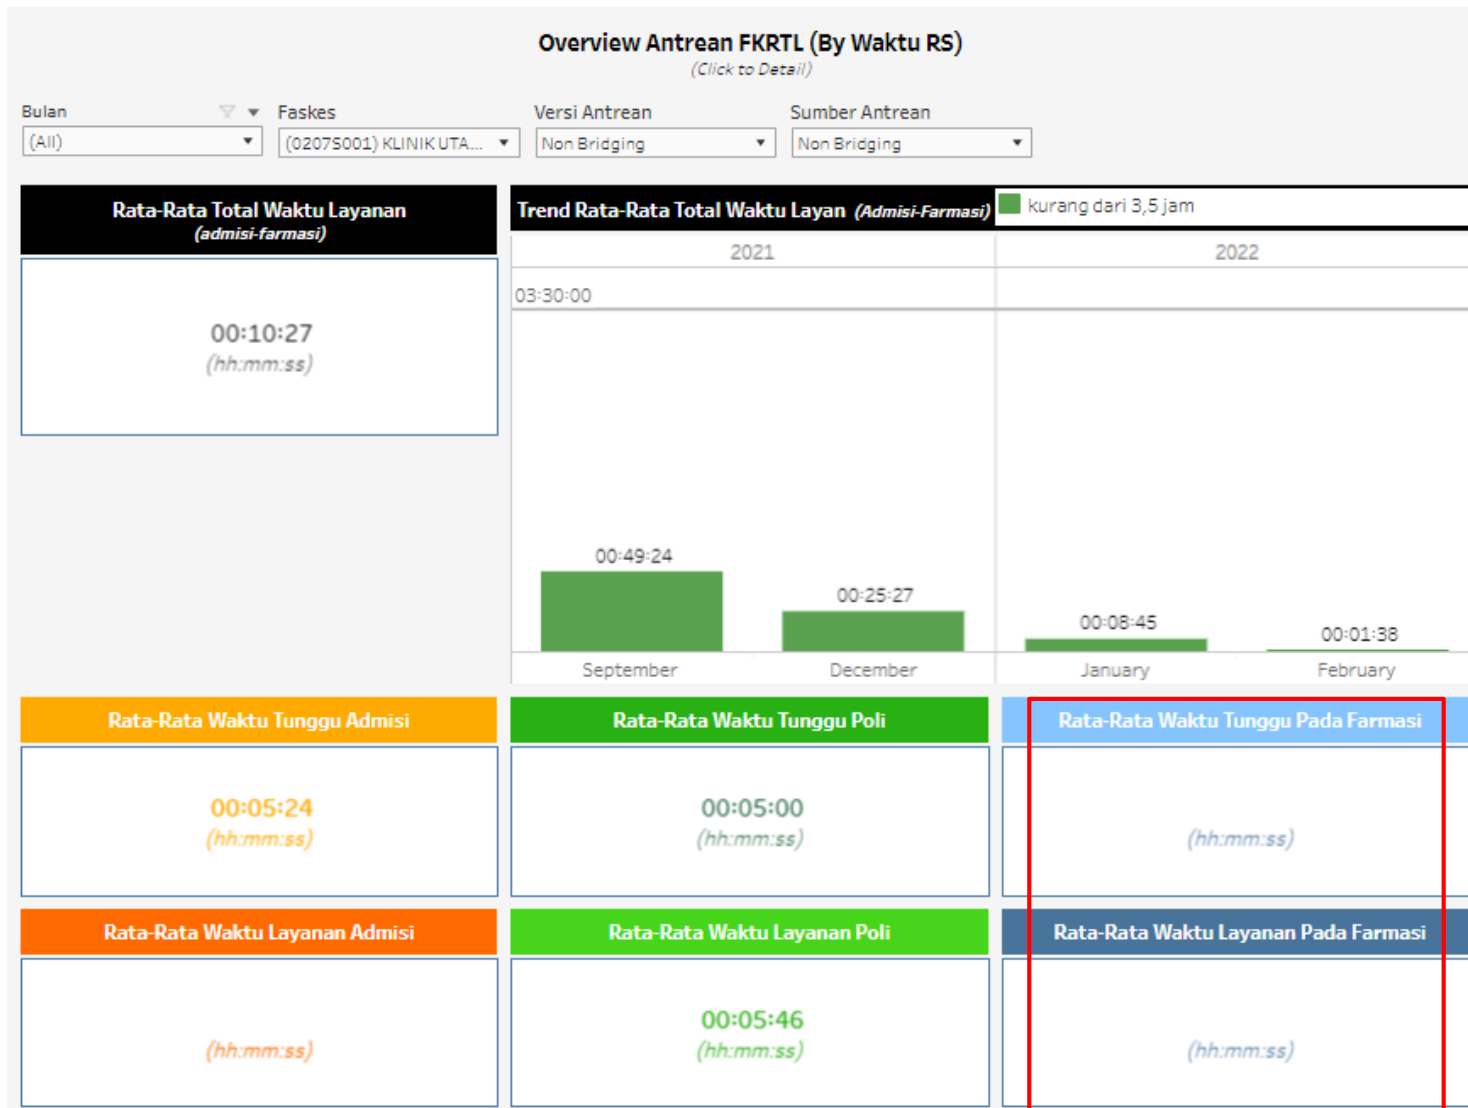 Overview Antrean FKRTL (By Waktu RS)
(Click to Detail)
Bulan
Faskes
Versi Antrean
Sumber Antrean
(All)
(0207S001) KLINIK UTA...
Non Bridging
Non Bridging
Rata-Rata Total Waktu Layanan
(admisi-farmasi)
00:10:27
(hh:mm:ss)
Trend Rata-Rata Total Waktu Layan (Admisi-Farmasi)
kurang dari 3,5 jam
2021
2022
03:30:00
00:49:24
00:25:27
00:08:45
00:01:38
September
December
January
February
Rata-Rata Waktu Tunggu Admisi
00:05:24
(hh:mm:ss)
Rata-Rata Waktu Tunggu Poli
00:05:00
(hh:mm:ss)
Rata-Rata Waktu Tunggu Pada Farmasi
(hh:mm:ss)
Rata-Rata Waktu Layanan Admisi
(hh:mm:ss)
Rata-Rata Waktu Layanan Poli
00:05:46
(hh:mm:ss)
Rata-Rata Waktu Layanan Pada Farmasi
(hh:mm:ss)